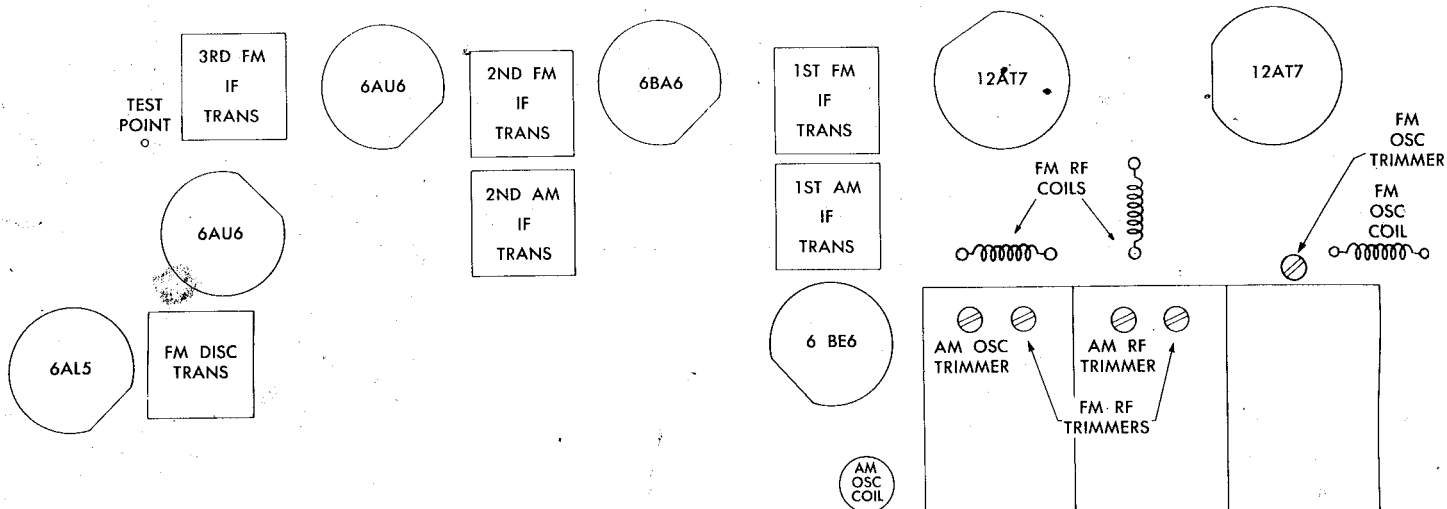 3RD FM
IF
TRANS
TEST
POINT
6AU6
2ND FM
IF
TRANS
6BA6
1ST FM
IF
TRANS
12AT7
12AT7
FM
OSC
TRIMMER
FM RF
COILS
FM
OSC
COIL
6AU6
2ND AM
IF
TRANS
1ST AM
IF
TRANS
6AL5
FM DISC
TRANS
6 BE6
AM OSC
TRIMMER
AM RF
TRIMMER
FM RF
TRIMMERS
AM
OSC
COIL